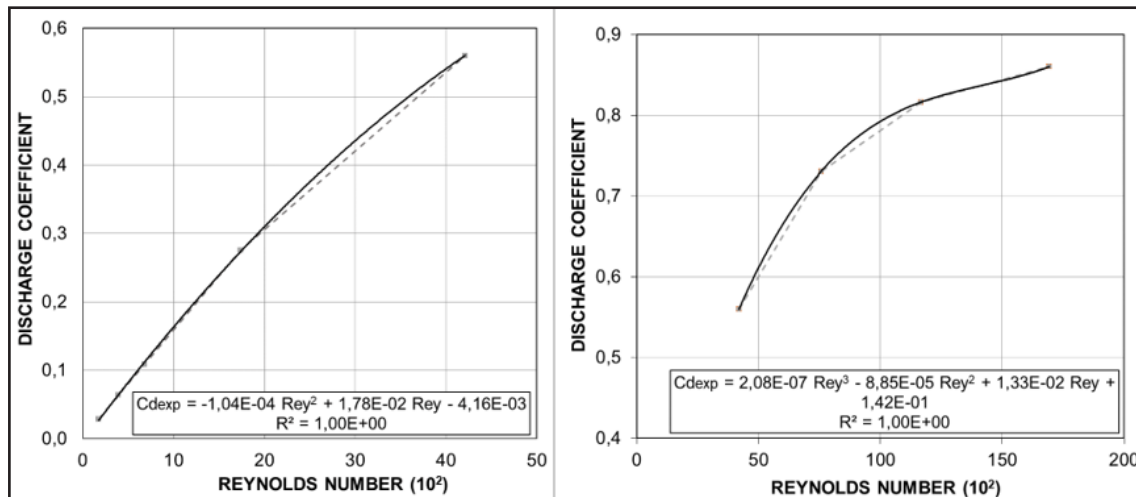 0,6
0,5
0,4
0,3
0,2
0,1
0,0
DISCHARGE COEFFICIENT
Cdexp = -1,04E-04 Rey² + 1,78E-02 Rey - 4,16E-03
R² = 1,00E+00
0 10 20 30 40 50
REYNOLDS NUMBER (10²)
0,9
0,8
0,7
0,6
0,5
0,4
DISCHARGE COEFFICIENT
Cdexp = 2,08E-07 Rey³ - 8,85E-05 Rey² + 1,33E-02 Rey +
1,42E-01
R² = 1,00E+00
0 50 100 150 200
REYNOLDS NUMBER (10²)